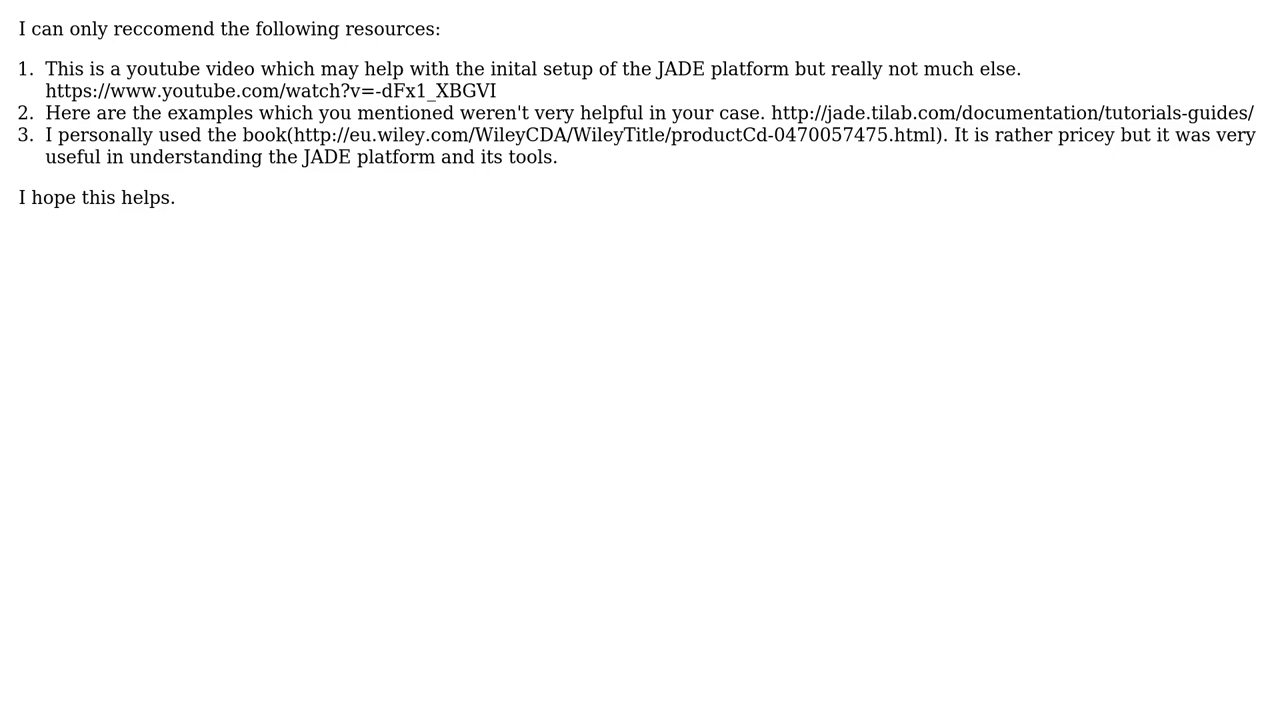 I can only reccomend the following resources:
1. This is a youtube video which may help with the inital setup of the JADE platform but really not much else.
https://www.youtube.com/watch?v=-dFx1_XBGVI
2. Here are the examples which you mentioned weren't very helpful in your case. http://jade.tilab.com/documentation/tutorials-guides/
3. I personally used the book(http://eu.wiley.com/WileyCDA/WileyTitle/productCd-0470057475.html). It is rather pricey but it was very
useful in understanding the JADE platform and its tools.
I hope this helps.